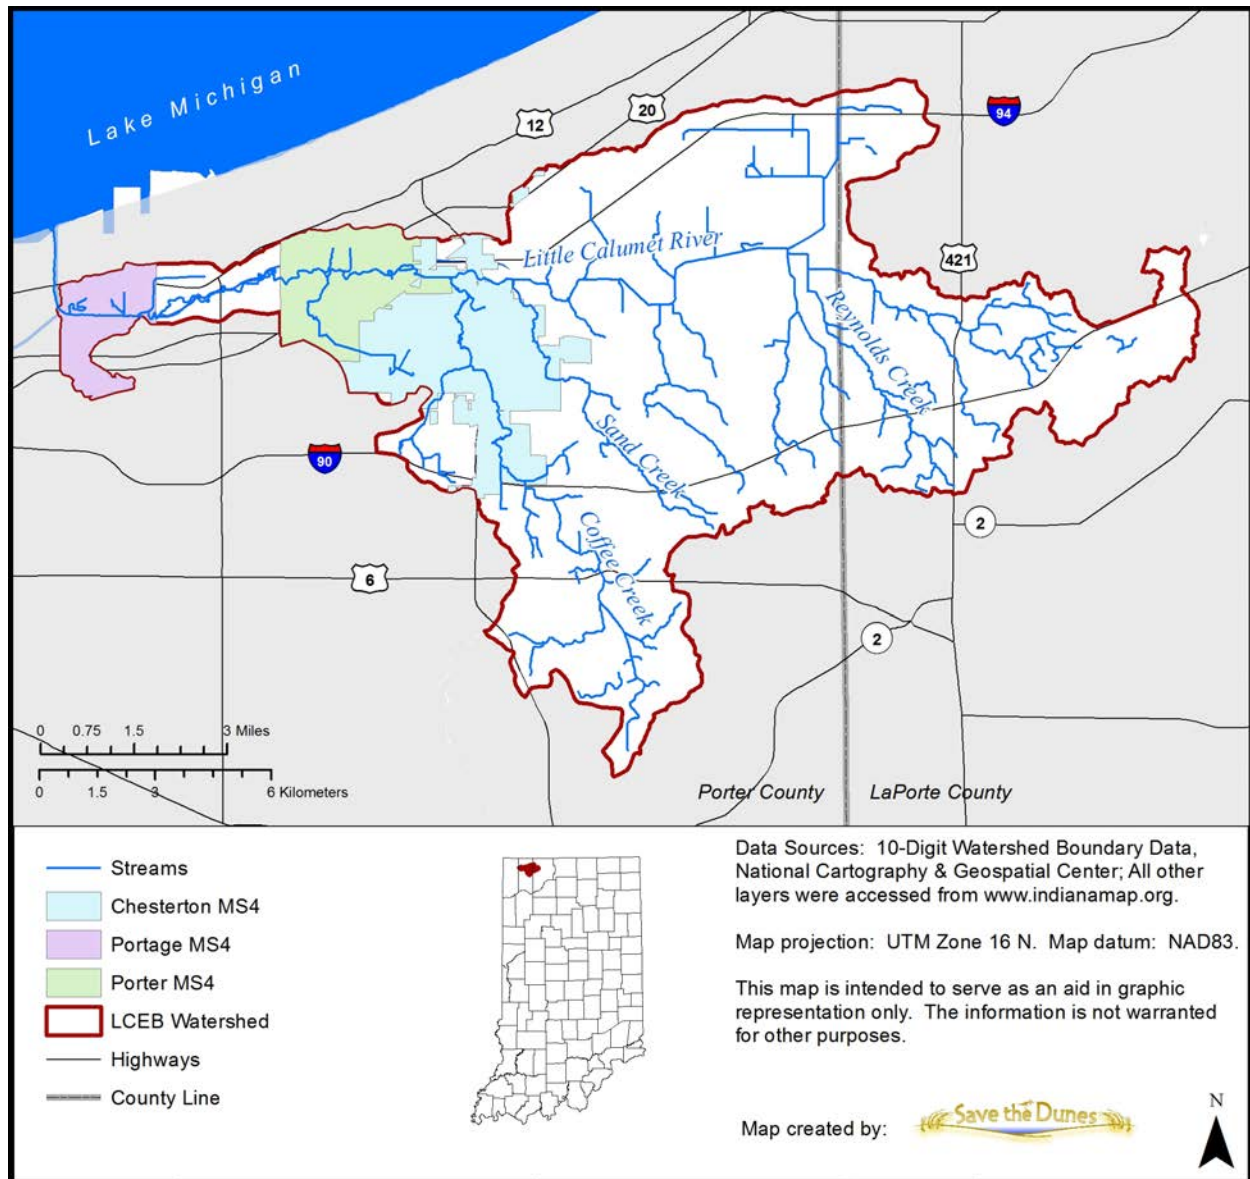 Lake Michigan
12
20
94
Little Calumet River
421
Reynolds Creek
Sand Creek
90
Coffee Creek
2
6
2
0 0.75 1.5 3 Miles
0 1.5 3 6 Kilometers
Porter County
LaPorte County
Streams
Chesterton MS4
Portage MS4
Porter MS4
LCEB Watershed
Highways
County Line
Data Sources: 10-Digit Watershed Boundary Data,
National Cartography & Geospatial Center; All other
layers were accessed from www.indianamap.org.
Map projection: UTM Zone 16 N. Map datum: NAD83.
This map is intended to serve as an aid in graphic
representation only. The information is not warranted
for other purposes.
Map created by:
Save the Dunes
N